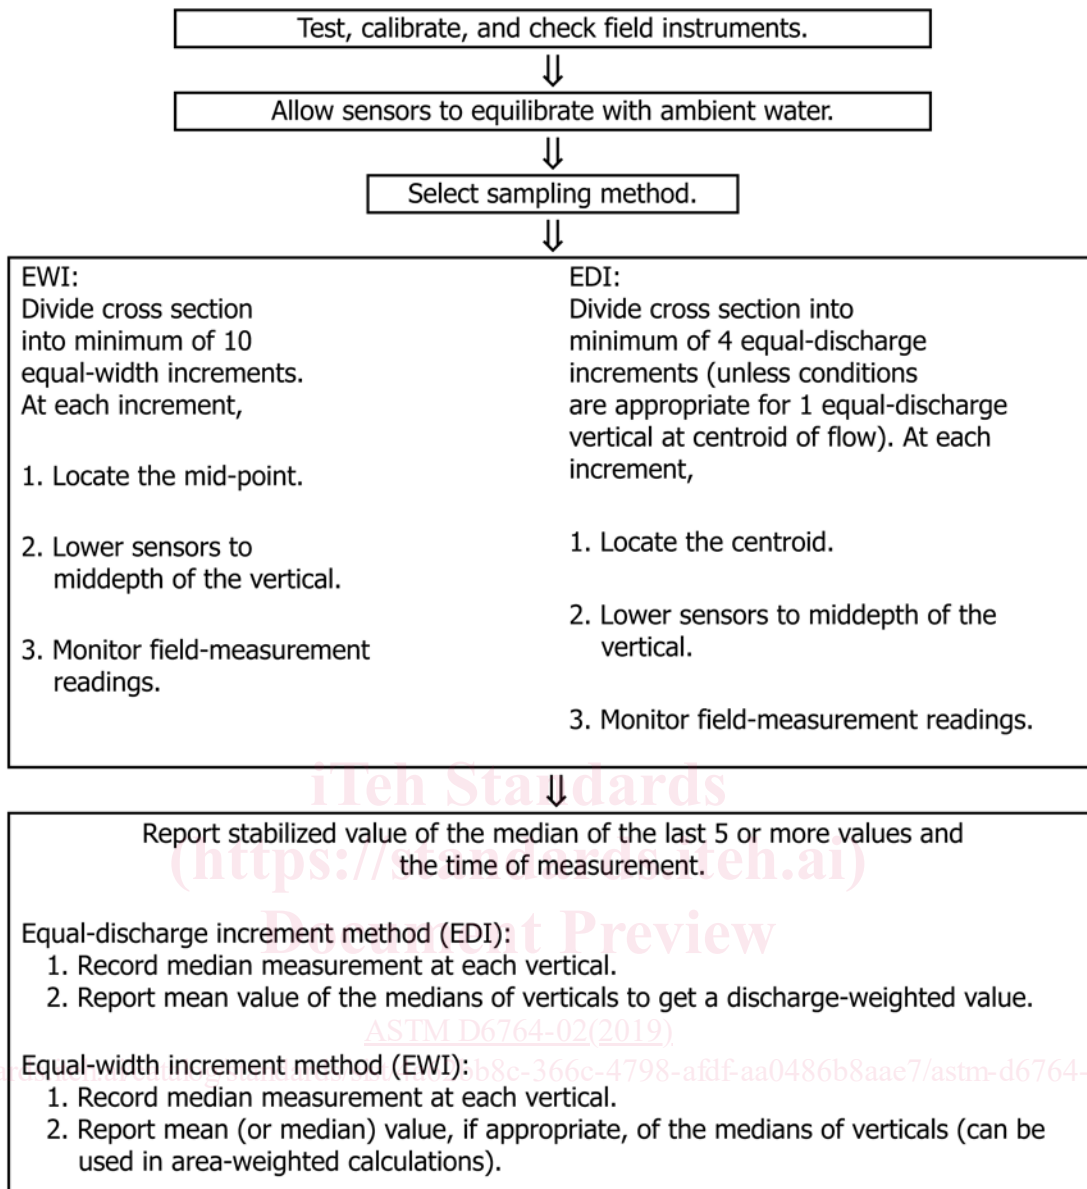 Test, calibrate, and check field instruments.
⇓
Allow sensors to equilibrate with ambient water.
⇓
Select sampling method.
⇓
EWI:
Divide cross section
into minimum of 10
equal-width increments.
At each increment,
1. Locate the mid-point.
2. Lower sensors to
middepth of the vertical.
3. Monitor field-measurement
readings.
EDI:
Divide cross section into
minimum of 4 equal-discharge
increments (unless conditions
are appropriate for 1 equal-discharge
vertical at centroid of flow). At each
increment,
1. Locate the centroid.
2. Lower sensors to middepth of the
vertical.
3. Monitor field-measurement readings.
iTeh Standards
⇓
Report stabilized value of the median of the last 5 or more values and
(https://standards.iteh.ai)
the time of measurement.
Document Preview
Equal-discharge increment method (EDI):
1. Record median measurement at each vertical.
2. Report mean value of the medians of verticals to get a discharge-weighted value.
ASTM D6764-02(2019)
Equal-width increment method (EWI):
8c-366c-4798-afdf-aa0486b8aae7/astm-d6764-
1. Record median measurement at each vertical.
2. Report mean (or median) value, if appropriate, of the medians of verticals (can be
used in area-weighted calculations).